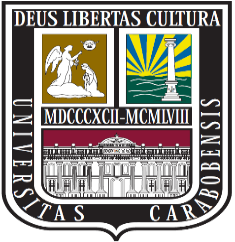 DEUS LIBERTAS CULTURA
MDCCCXCII-MCMLVIII
UNIVERSITAS
CARABOBENSIS